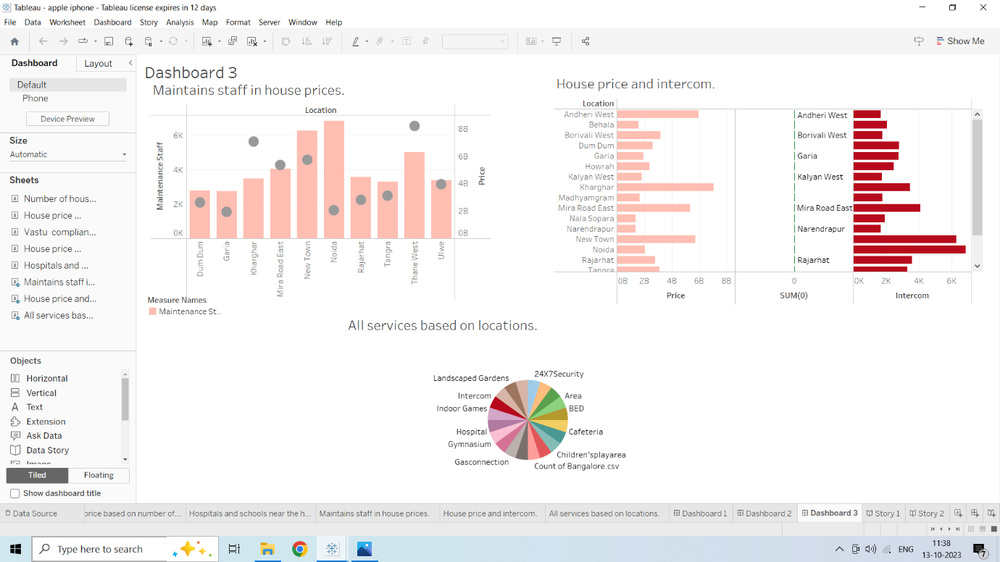 Tableau - apple iphone - Tableau license expires in 12 days
File Data Worksheet Dashboard Story Analysis Map Format Server Window Help
Show Me
Dashboard Layout
Default
Phone
Device Preview
Size
Automatic
Sheets
Number of hous...
House price ...
Vastu complian...
House price ...
Hospitals and ...
Maintains staff i...
House price and...
All services bas...
Objects
Horizontal
Vertical
Text
Extension
Ask Data
Data Story
Image
Tiled Floating
Show dashboard title
Dashboard 3
Maintains staff in house prices.
Location
Maintenance Staff
6K
4K
2K
0K
8B
6B
4B
2B
0B
Price
Dum Dum
Garia
Kharghar
Mira Road East
New Town
Noida
Rajarhat
Tangra
Thane West
Ulwe
Measure Names
Maintenance St..
House price and intercom.
Location
Andheri West
Behala
Borivali West
Dum Dum
Garia
Howrah
Kalyan West
Kharghar
Madhyamgram
Mira Road East
Nala Sopara
Narendrapur
New Town
Noida
Rajarhat
Tangra
0B 2B 4B 6B 8B
Price
0
SUM(0)
Andheri West
Borivali West
Garia
Kalyan West
Mira Road East
Narendrapur
Rajarhat
0K 2K 4K 6K
Intercom
All services based on locations.
24X7Security
Landscaped Gardens
Intercom
Area
Indoor Games
BED
Hospital
Cafeteria
Gymnasium
Children'splayarea
Gasconnection
Count of Bangalore.csv
Data Source
price based on number of...
Hospitals and schools near the h...
Maintains staff in house prices.
House price and intercom.
All services based on locations.
Dashboard 1
Dashboard 2
Dashboard 3
Story 1
Story 2
Type here to search
ENG
11:38
13-10-2023
7